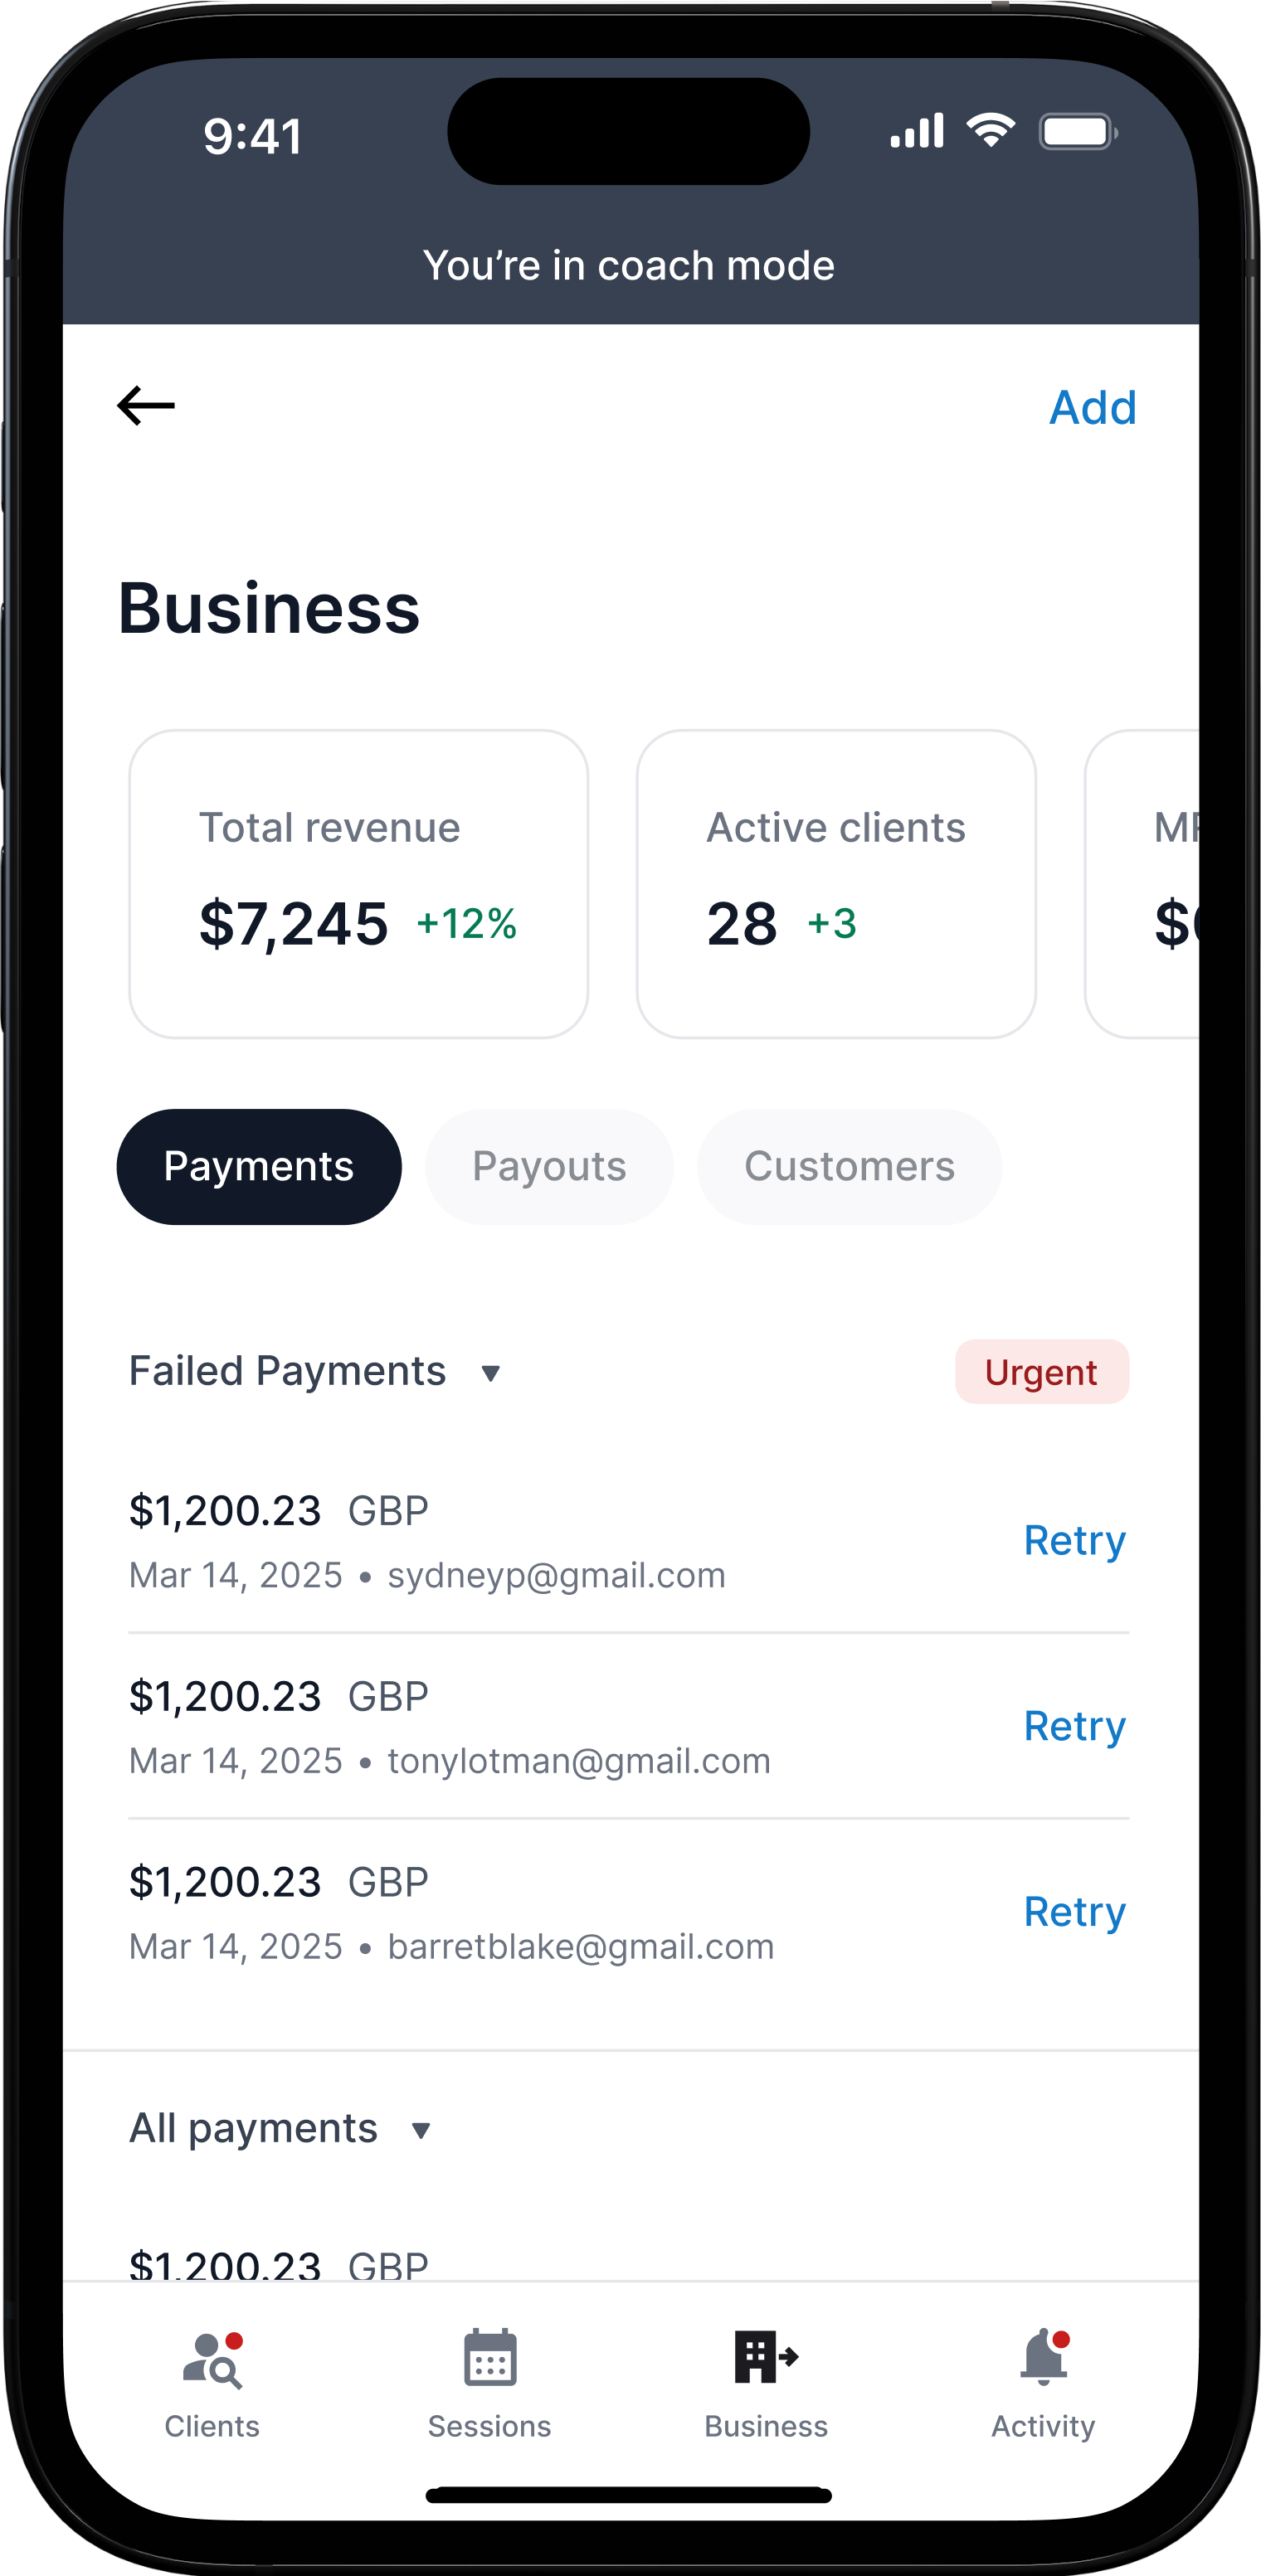 9:41
You’re in coach mode
Add
Business
Total revenue
Active clients
$7,245 +12%
28 +3
$
Payments
Payouts
Customers
Failed Payments
Urgent
$1,200.23 GBP
Retry
Mar 14, 2025 • sydneyp@gmail.com
$1,200.23 GBP
Retry
Mar 14, 2025 • tonylotman@gmail.com
$1,200.23 GBP
Retry
Mar 14, 2025 • barretblake@gmail.com
All payments
$1,200.23 GBP
Clients
Sessions
Business
Activity